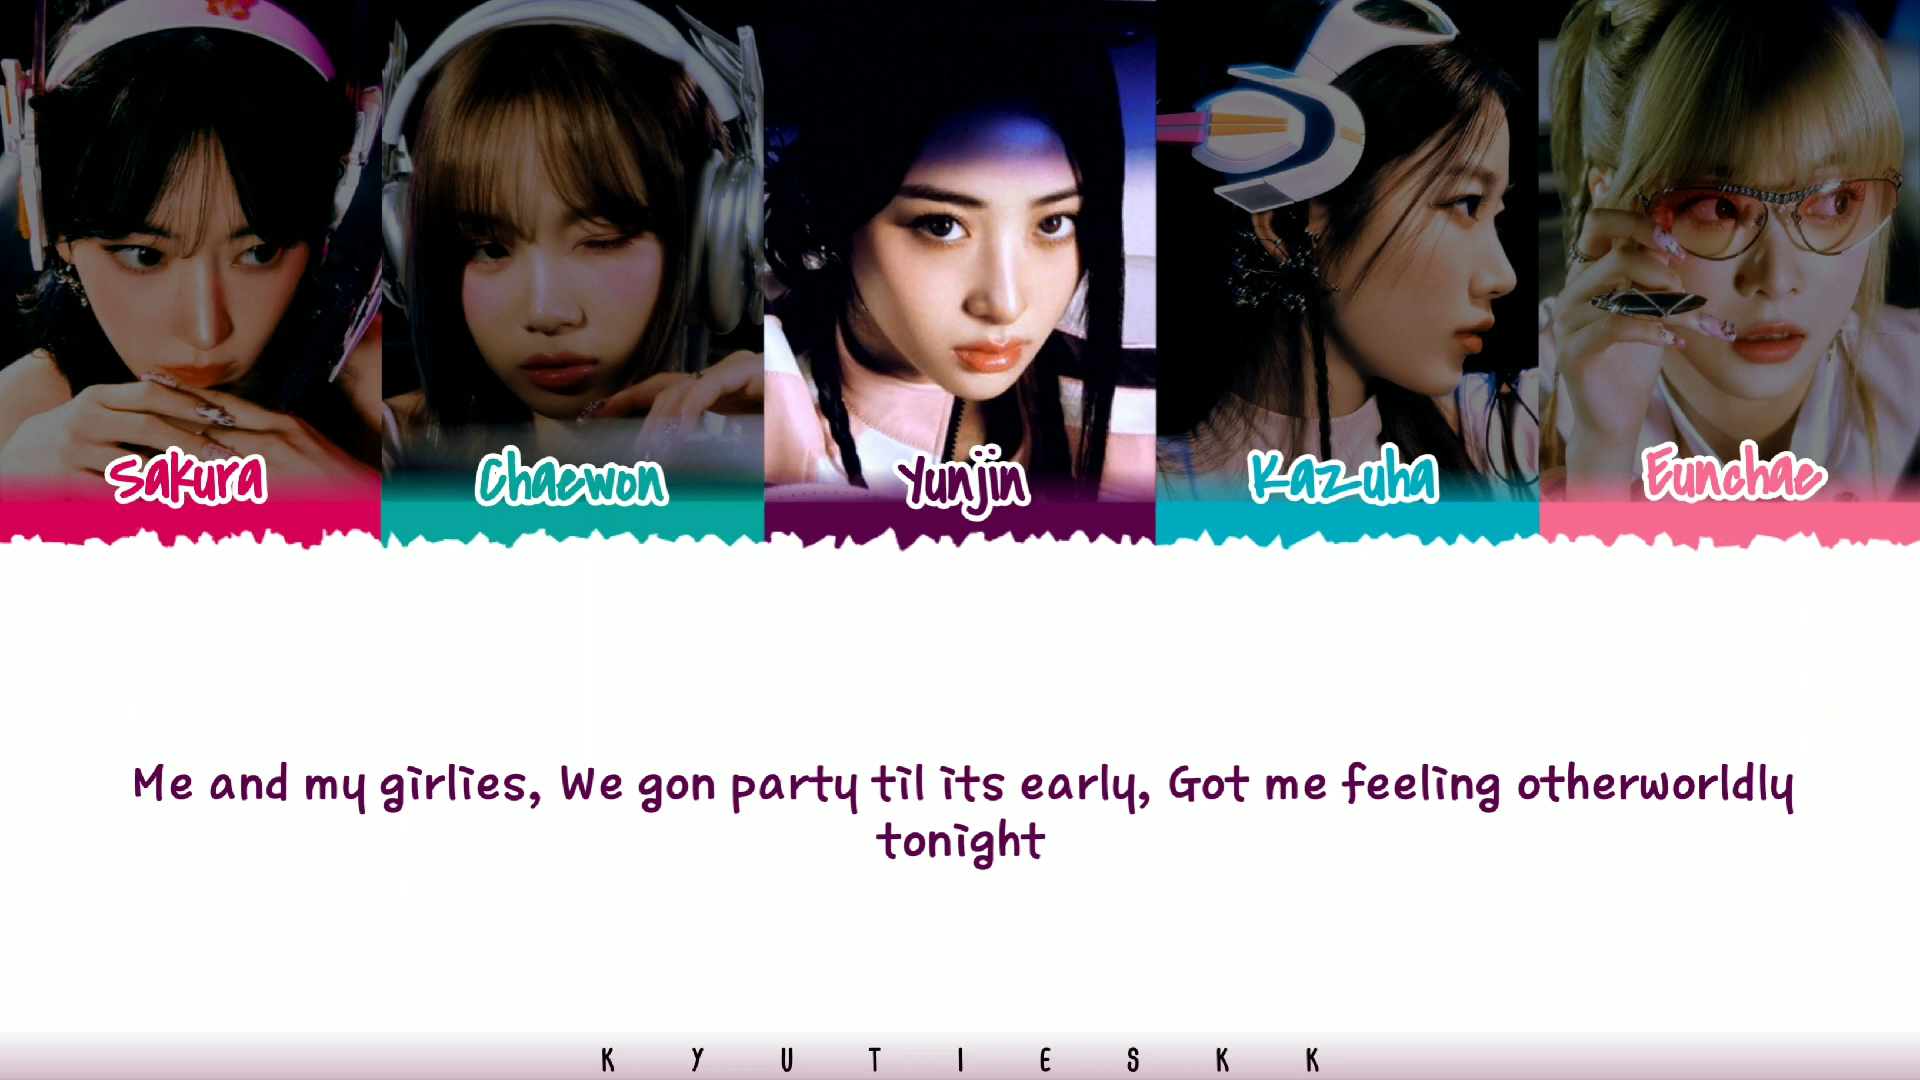 Sakura
Chaewon
Yunjin
Kazuha
Eunchae
Me and my girlies, We gon party til its early, Got me feeling otherworldly
tonight
K Y U T I E S K K